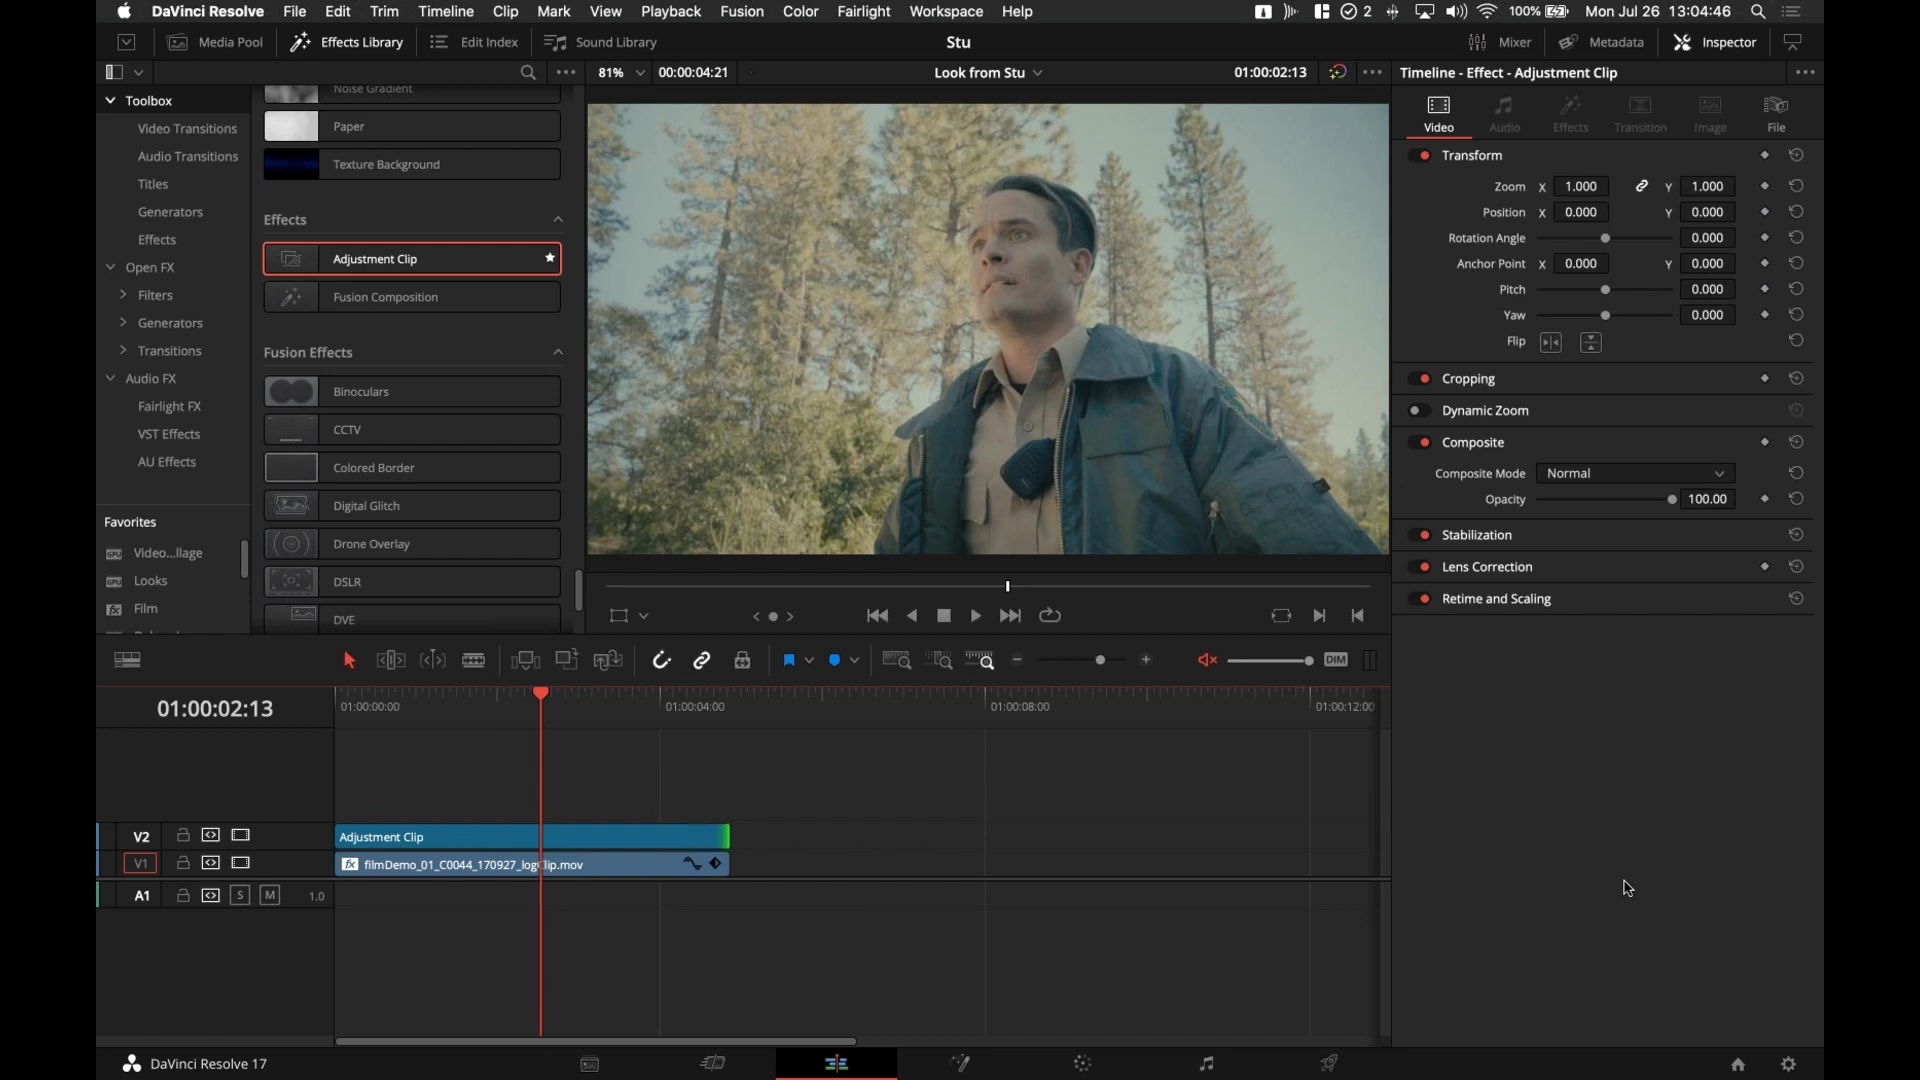 DaVinci Resolve File Edit Trim Timeline Clip Mark View Playback Fusion Color Fairlight Workspace Help 2 100% Mon Jul 26 13:04:46
Media Pool Effects Library Edit Index Sound Library Stu Mixer Metadata Inspector
81% 00:00:04:21 Look from Stu 01:00:02:13 Timeline - Effect - Adjustment Clip
Toolbox
Video Transitions
Audio Transitions
Titles
Generators
Effects
Open FX
Filters
Generators
Transitions
Audio FX
Fairlight FX
VST Effects
AU Effects
Favorites
Video...llage
Looks
Film
Noise Gradient
Paper
Texture Background
Effects
Adjustment Clip
Fusion Composition
Fusion Effects
Binoculars
CCTV
Colored Border
Digital Glitch
Drone Overlay
DSLR
DVE
Video Audio Effects Transition Image File
Transform
Zoom X 1.000 Y 1.000
Position X 0.000 Y 0.000
Rotation Angle 0.000
Anchor Point X 0.000 Y 0.000
Pitch 0.000
Yaw 0.000
Flip
Cropping
Dynamic Zoom
Composite
Composite Mode Normal
Opacity 100.00
Stabilization
Lens Correction
Retime and Scaling
DIM
01:00:02:13 01:00:00:00 01:00:04:00 01:00:08:00 01:00:12:00
V2 Adjustment Clip
V1 fx filmDemo_01_C0044_170927_logClip.mov
A1 S M 1.0
DaVinci Resolve 17